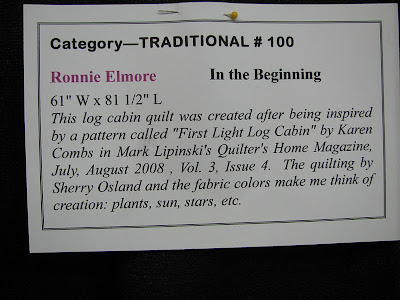 Category—TRADITIONAL # 100
Ronnie Elmore In the Beginning
61" W x 81 1/2" L
This log cabin quilt was created after being inspired
by a pattern called "First Light Log Cabin" by Karen
Combs in Mark Lipinski's Quilter's Home Magazine,
July, August 2008 , Vol. 3, Issue 4. The quilting by
Sherry Osland and the fabric colors make me think of
creation: plants, sun, stars, etc.